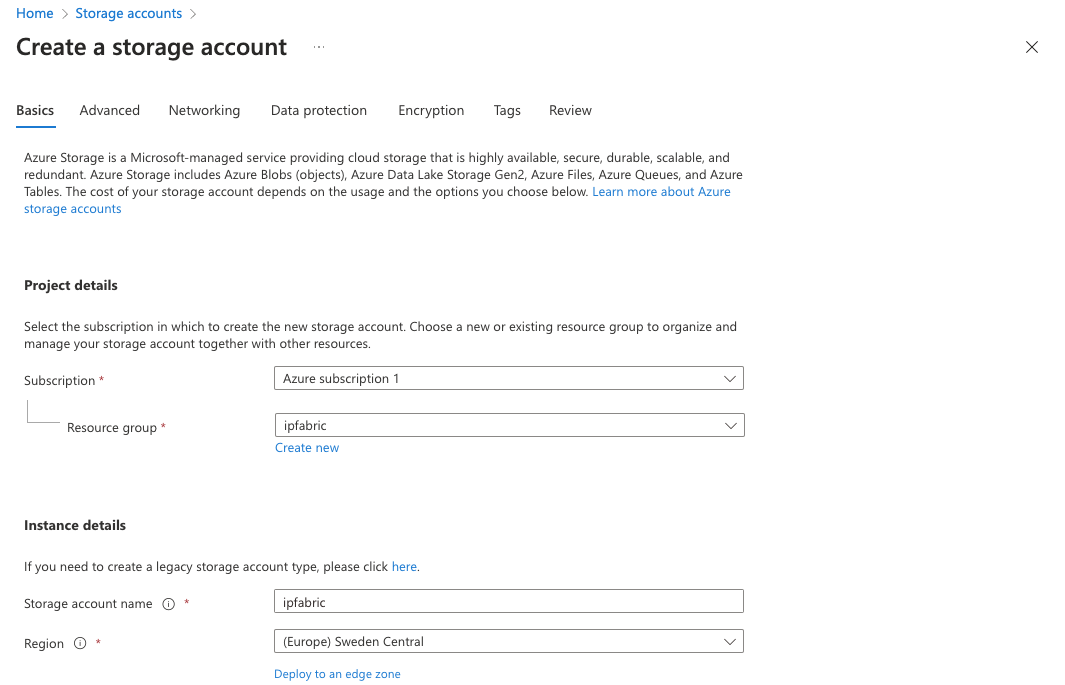 Home > Storage accounts >
Create a storage account ...
Basics Advanced Networking Data protection Encryption Tags Review
Azure Storage is a Microsoft-managed service providing cloud storage that is highly available, secure, durable, scalable, and
redundant. Azure Storage includes Azure Blobs (objects), Azure Data Lake Storage Gen2, Azure Files, Azure Queues, and Azure
Tables. The cost of your storage account depends on the usage and the options you choose below. Learn more about Azure
storage accounts
Project details
Select the subscription in which to create the new storage account. Choose a new or existing resource group to organize and
manage your storage account together with other resources.
Subscription * Azure subscription 1
Resource group * ipfabric
Create new
Instance details
If you need to create a legacy storage account type, please click here.
Storage account name * ipfabric
Region * (Europe) Sweden Central
Deploy to an edge zone